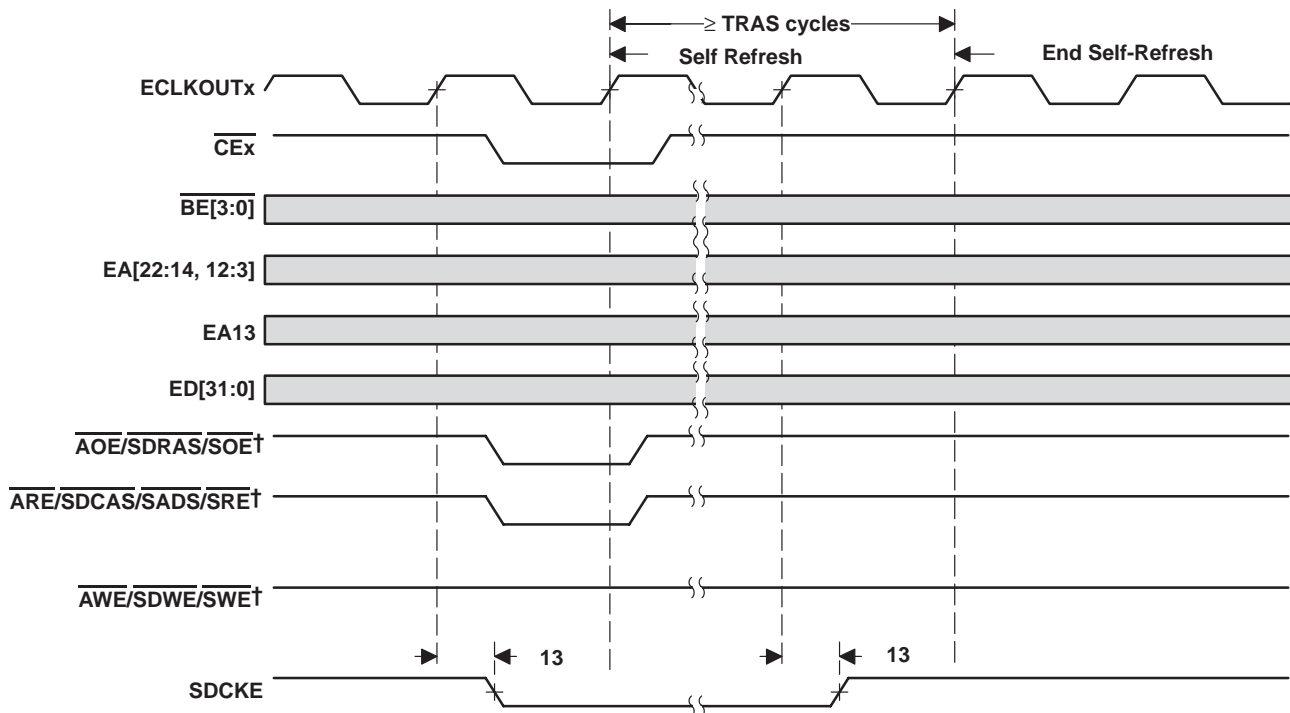 ≥ TRAS cycles
Self Refresh
End Self-Refresh
ECLKOUTx
CEx
BE[3:0]
EA[22:14, 12:3]
EA13
ED[31:0]
AOE/SDRAS/SOE†
ARE/SDCAS/SADS/SRE†
AWE/SDWE/SWE†
13
13
SDCKE